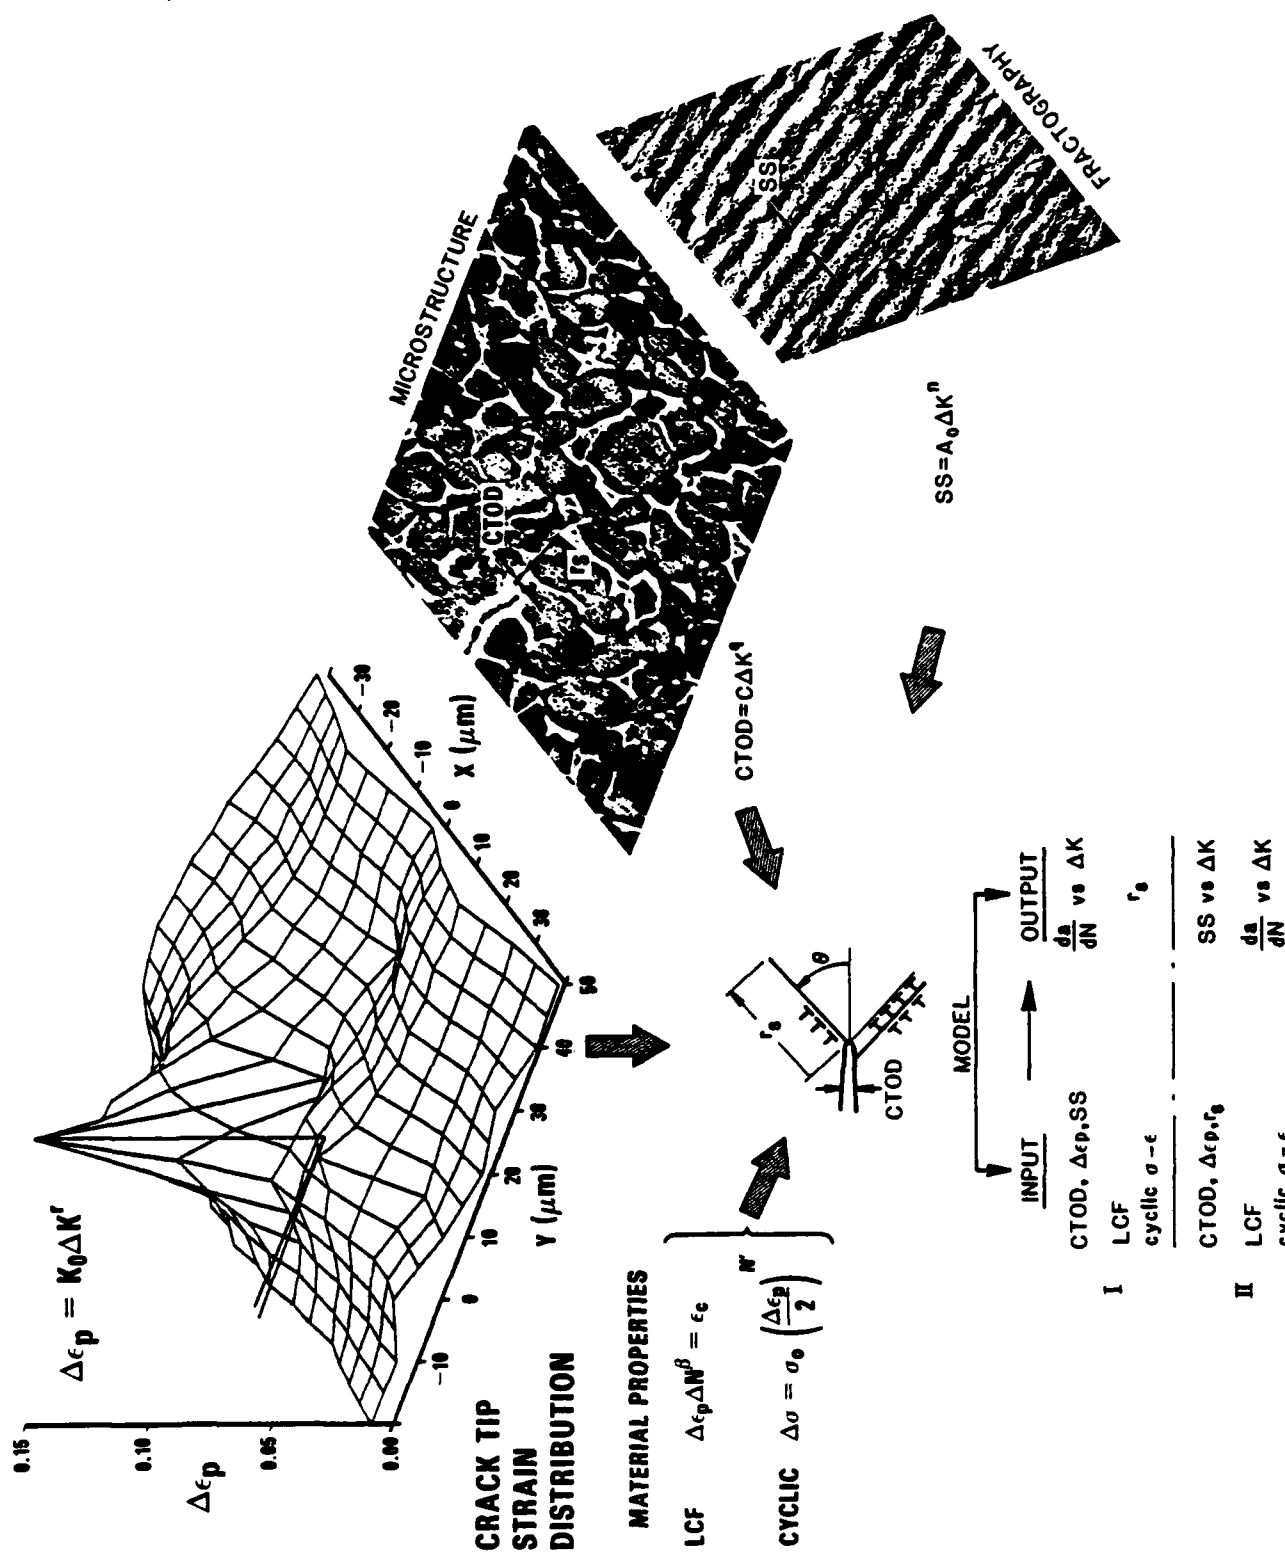 Δεp = K₀ΔKʳ
0.15
0.10
0.05
0.00
Δεp
-10
0
10
20
30
40
50
Y (μm)
30
20
10
0
-10
-20
-30
X (μm)
CRACK TIP
STRAIN
DISTRIBUTION
MICROSTRUCTURE
CTOD
rs
FRACTOGRAPHY
SS
MATERIAL PROPERTIES
LCF Δεp ΔN^β = εc
CYCLIC Δσ = σo (Δεp/2)^N'
CTOD=CΔK^q
SS=A₀ΔKⁿ
rs
θ
CTOD
MODEL
INPUT
OUTPUT
I
CTOD, Δεp,SS
LCF
cyclic σ-ε
da/dN vs ΔK
rs
II
CTOD, Δεp,rs
LCF
cyclic σ-ε
SS vs ΔK
da/dN vs ΔK